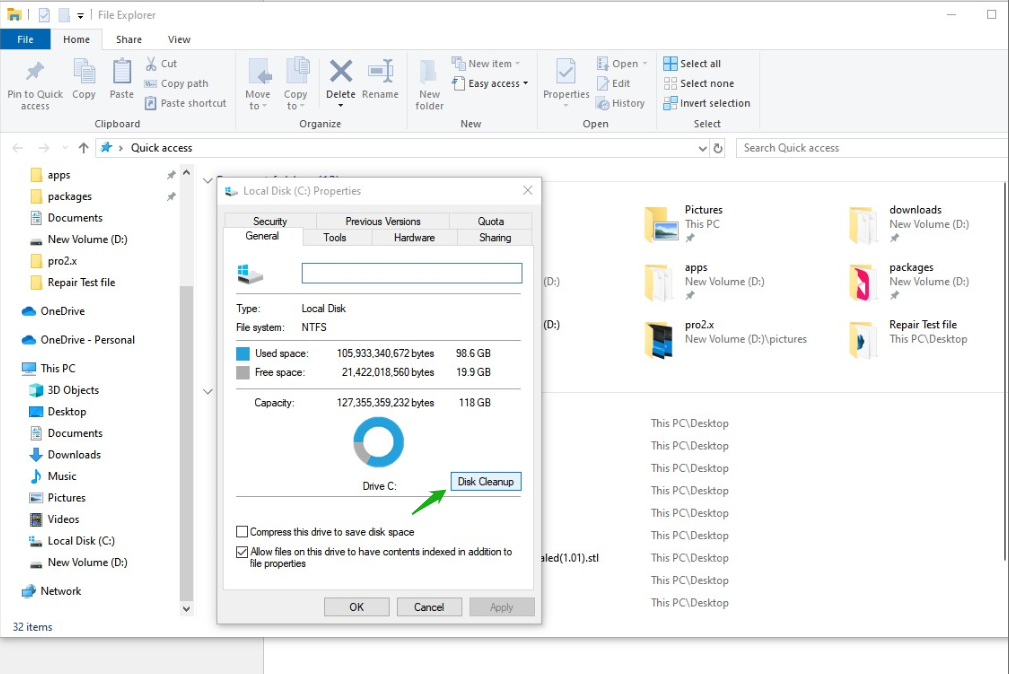 File Explorer
File Home Share View
Pin to Quick access
Copy
Paste
Cut
Copy path
Paste shortcut
Clipboard
Move to
Copy to
Delete
Rename
Organize
New folder
New item
Easy access
New
Properties
Open
Edit
History
Open
Select all
Select none
Invert selection
Select
Quick access
Search Quick access
apps
packages
Documents
New Volume (D:)
pro2.x
Repair Test file
OneDrive
OneDrive - Personal
This PC
3D Objects
Desktop
Documents
Downloads
Music
Pictures
Videos
Local Disk (C:)
New Volume (D:)
Network
32 items
Local Disk (C:) Properties
Security Previous Versions Quota
General Tools Hardware Sharing
Type: Local Disk
File system: NTFS
Used space: 105,933,340,672 bytes 98.6 GB
Free space: 21,422,018,560 bytes 19.9 GB
Capacity: 127,355,359,232 bytes 118 GB
Drive C:
Disk Cleanup
Compress this drive to save disk space
Allow files on this drive to have contents indexed in addition to
file properties
OK Cancel Apply
(D:)
(D:)
Pictures
This PC
downloads
New Volume (D:)
apps
New Volume (D:)
packages
New Volume (D:)
pro2.x
New Volume (D:)\pictures
Repair Test file
This PC\Desktop
This PC\Desktop
This PC\Desktop
This PC\Desktop
This PC\Desktop
This PC\Desktop
This PC\Desktop
aled(1.01).stl This PC\Desktop
This PC\Desktop
This PC\Desktop